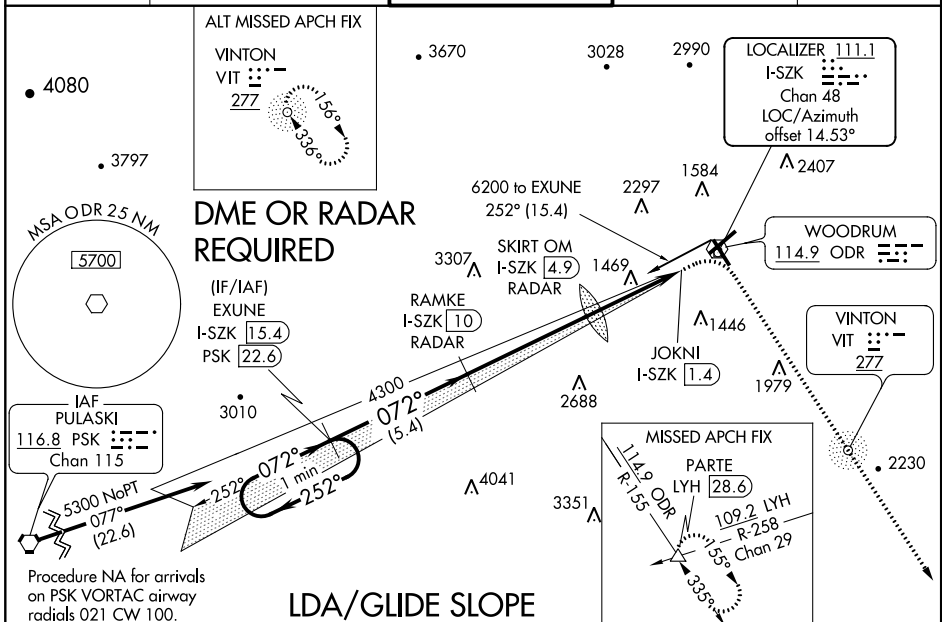 ALT MISSED APCH FIX
VINTON
VIT
277
156°
336°
4080
3797
3670
3028
2990
LOCALIZER 111.1
I-SZK
Chan 48
LOC/Azimuth
offset 14.53°
2407
1584
2297
6200 to EXUNE
252° (15.4)
MSA ODR 25 NM
5700
DME OR RADAR
REQUIRED
WOODRUM
114.9 ODR
SKIRT OM
I-SZK 4.9
RADAR
3307
1469
(IF/IAF)
EXUNE
I-SZK 15.4
PSK 22.6
RAMKE
I-SZK 10
RADAR
1446
JOKNI
I-SZK 1.4
VINTON
VIT
277
1979
2688
3010
4300
072°
(5.4)
IAF
PULASKI
116.8 PSK
Chan 115
5300 NoPT
077°
(22.6)
252°
072°
1 min
252°
4041
3351
2230
MISSED APCH FIX
PARTE
LYH 28.6
114.9 ODR
R-155
109.2 LYH
R-258
Chan 29
155°
335°
Procedure NA for arrivals
on PSK VORTAC airway
radials 021 CW 100.
LDA/GLIDE SLOPE